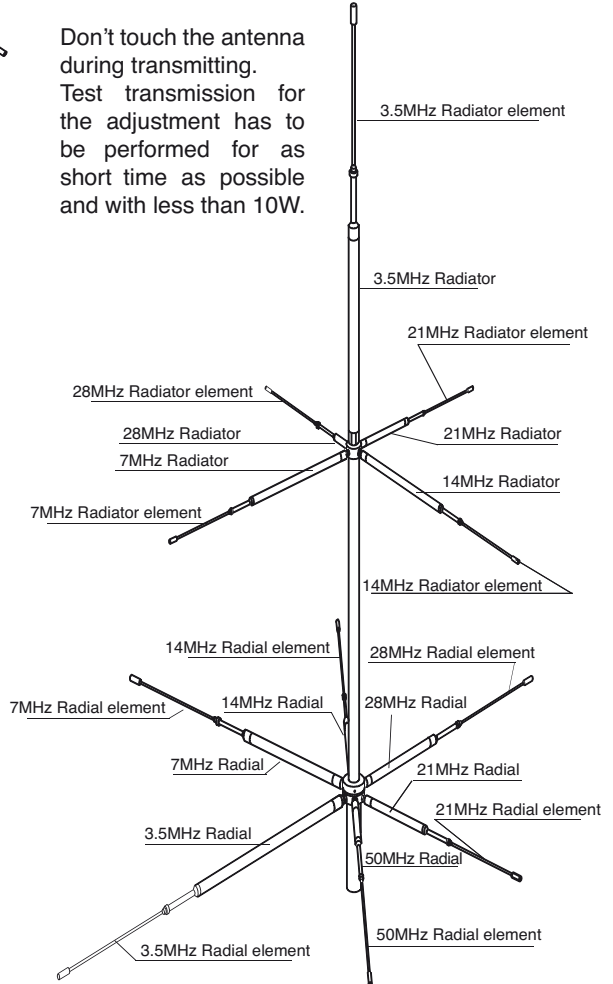 Don't touch the antenna
during transmitting.
Test transmission for
the adjustment has to
be performed for as
short time as possible
and with less than 10W.
3.5MHz Radiator element
3.5MHz Radiator
21MHz Radiator element
28MHz Radiator element
28MHz Radiator
21MHz Radiator
7MHz Radiator
14MHz Radiator
7MHz Radiator element
14MHz Radiator element
14MHz Radial element
28MHz Radial element
7MHz Radial element
14MHz Radial
28MHz Radial
7MHz Radial
21MHz Radial
21MHz Radial element
3.5MHz Radial
50MHz Radial
50MHz Radial element
3.5MHz Radial element